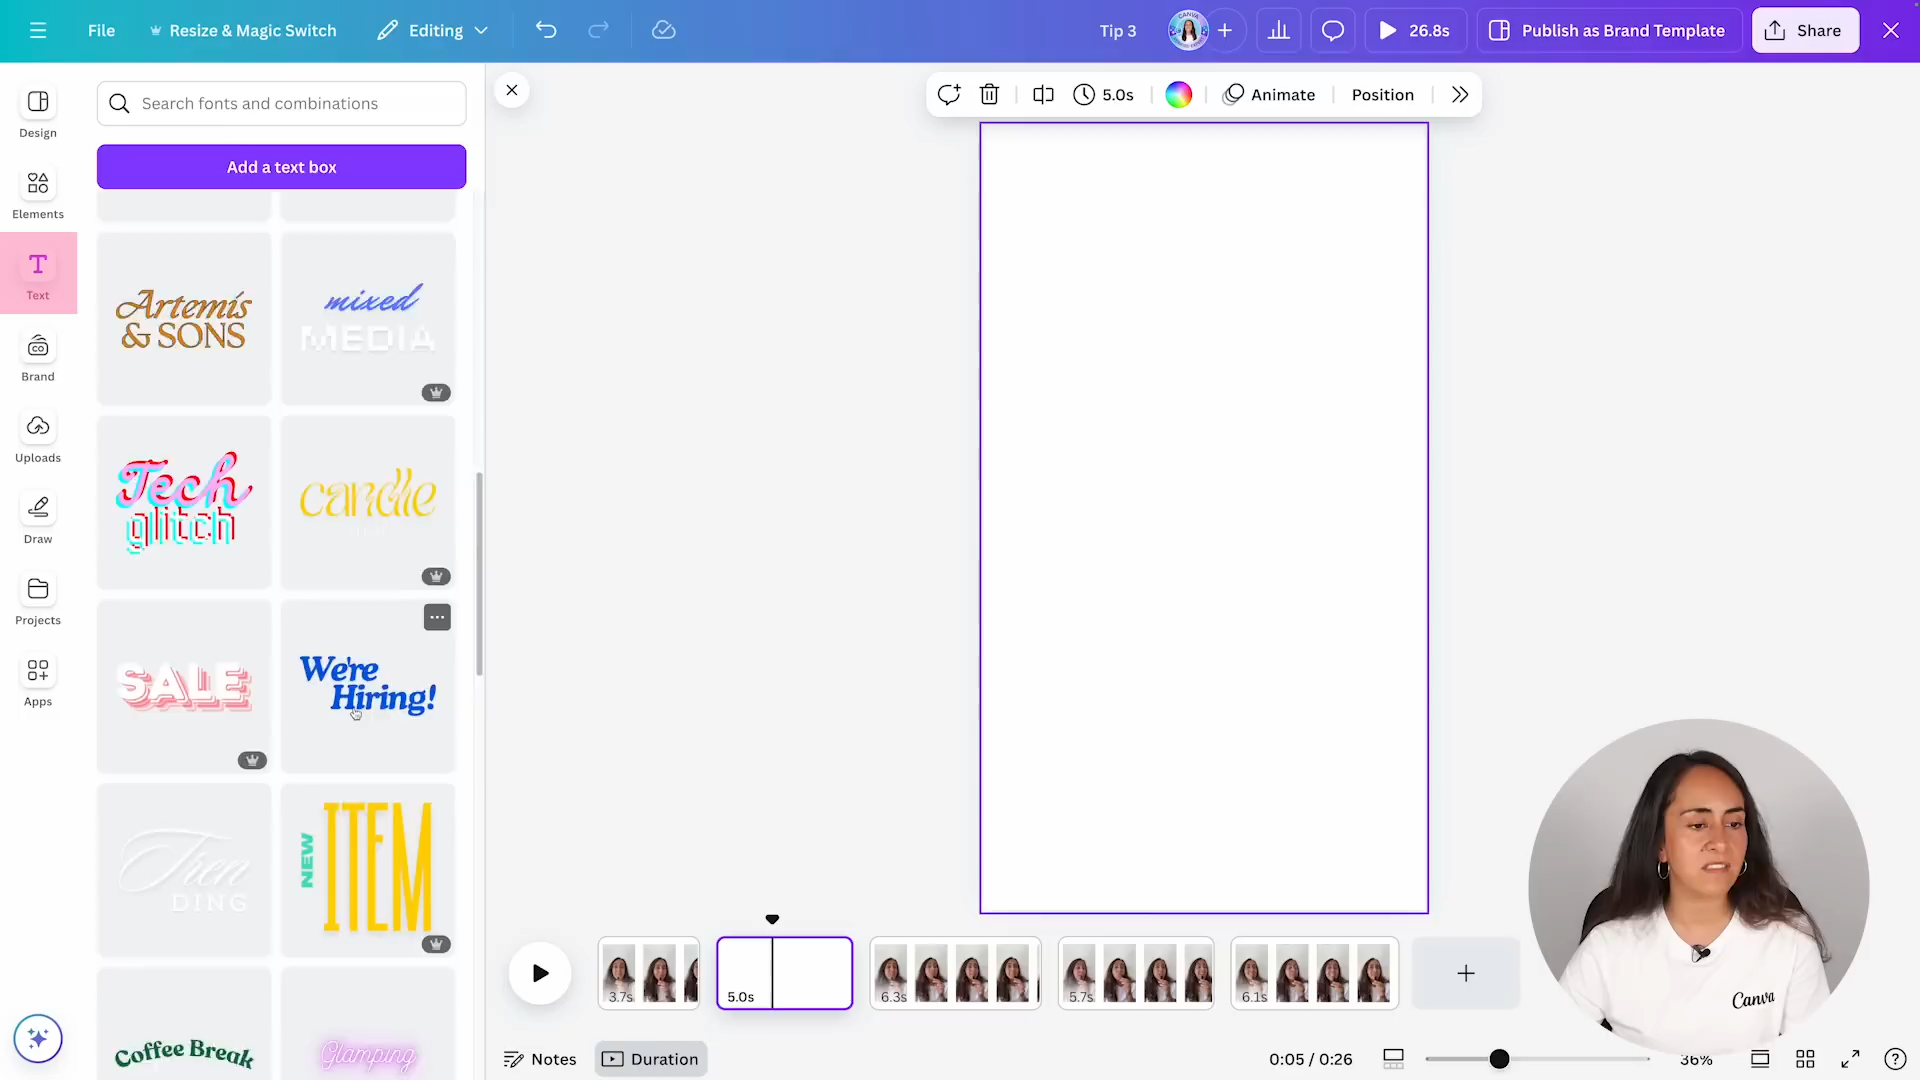 File
Resize & Magic Switch
Editing
Tip 3
26.8s
Publish as Brand Template
Share
Design
Elements
Text
Brand
Uploads
Draw
Projects
Apps
Search fonts and combinations
Add a text box
Artemis
& SONS
mixed
MEDIA
Tech
glitch
candle
SALE
We're
Hiring!
Tren
DING
NEW
ITEM
Coffee Break
Glamping
5.0s
Animate
Position
3.7s
5.0s
6.3s
5.7s
6.1s
Notes
Duration
0:05 / 0:26
36%
Canva